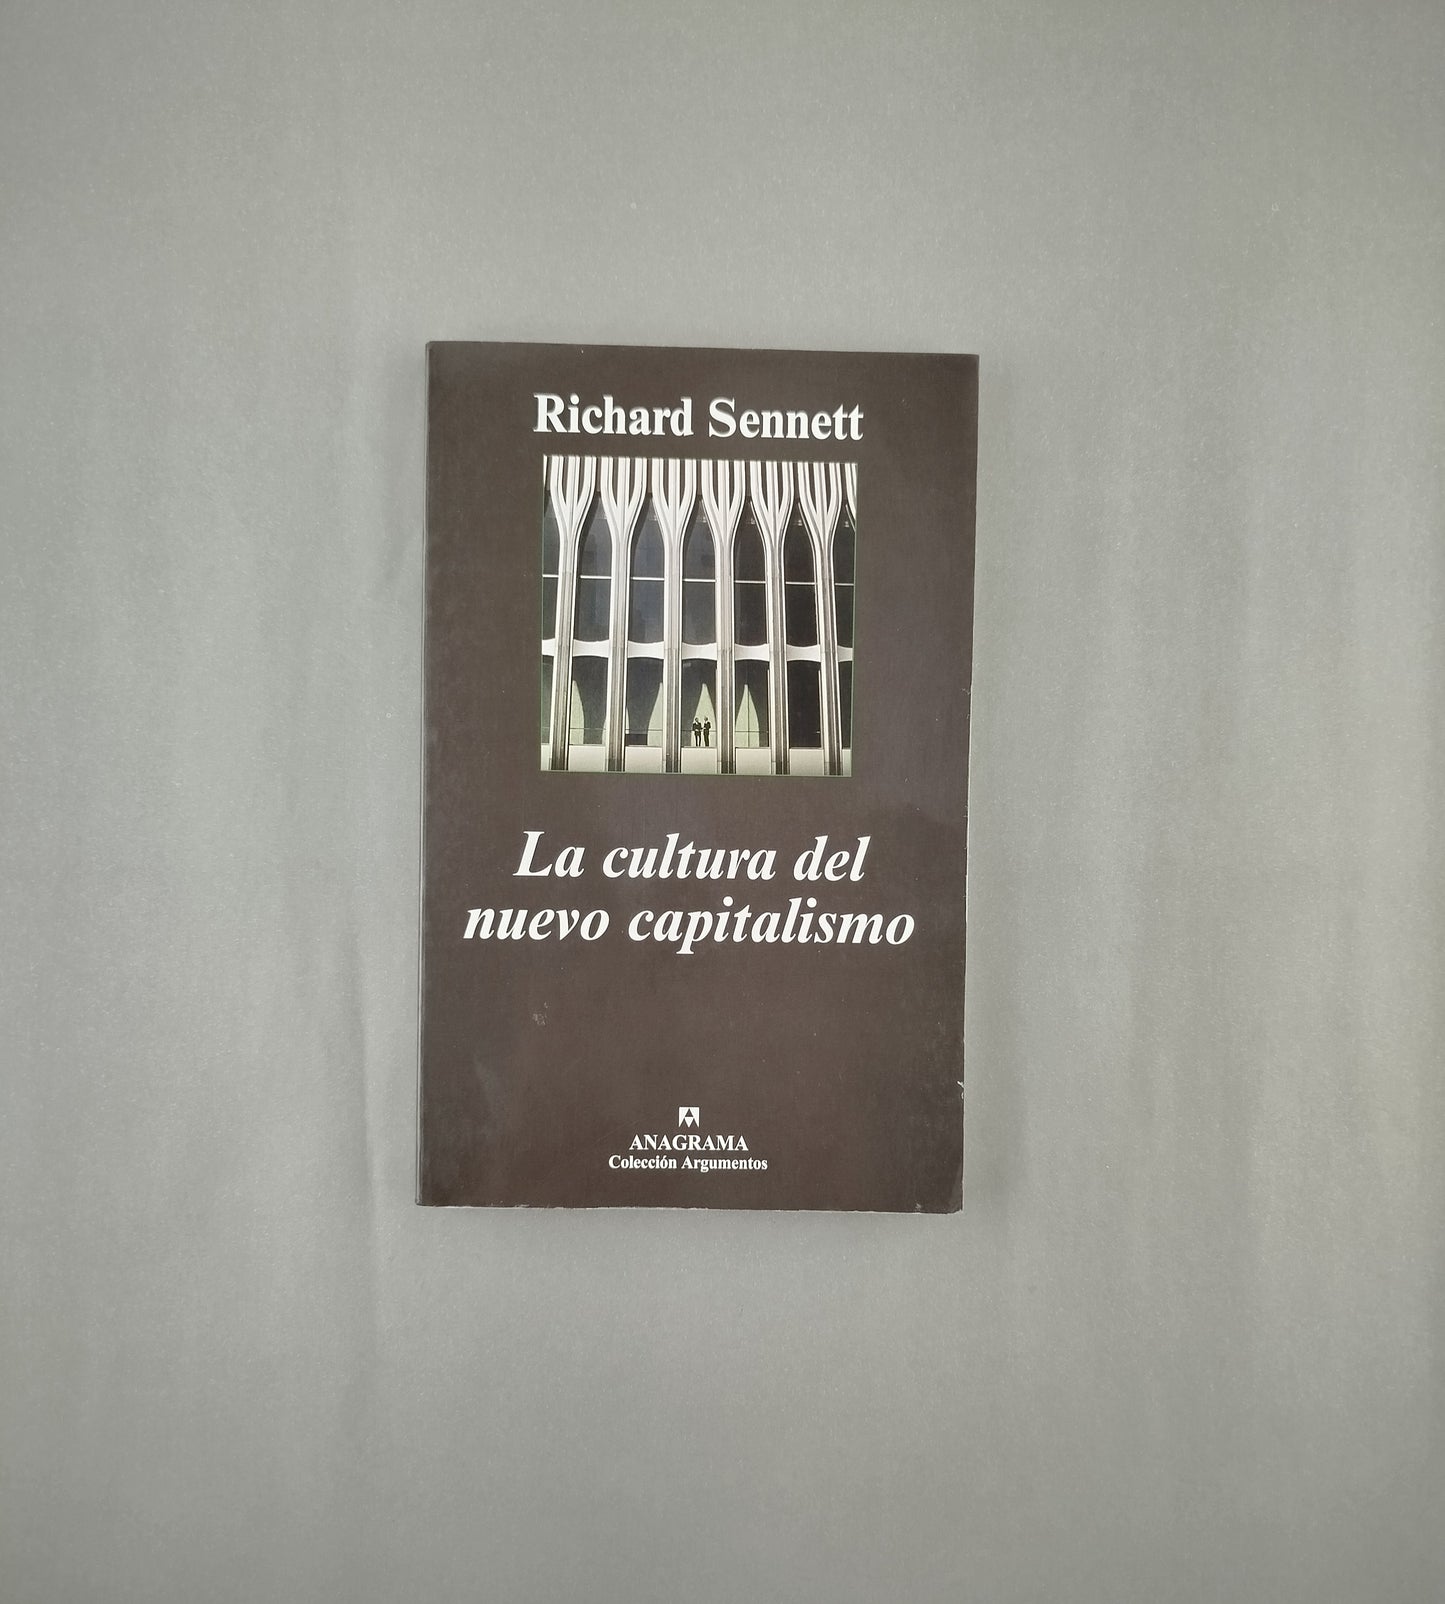 Richard Sennett
La cultura del
nuevo capitalismo
ANAGRAMA
Colección Argumentos